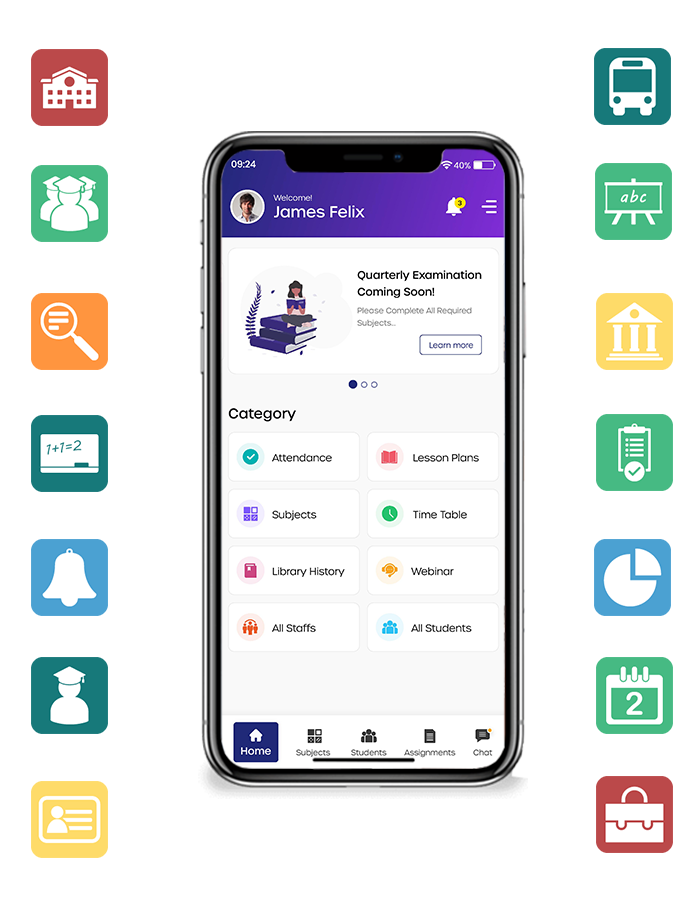 09:24
40%
Welcome!
James Felix
3
Quarterly Examination
Coming Soon!
Please Complete All Required
Subjects...
Learn more
Category
Attendance
Lesson Plans
Subjects
Time Table
Library History
Webinar
All Staffs
All Students
Home
Subjects
Students
Assignments
Chat
abc
1+1=2
2